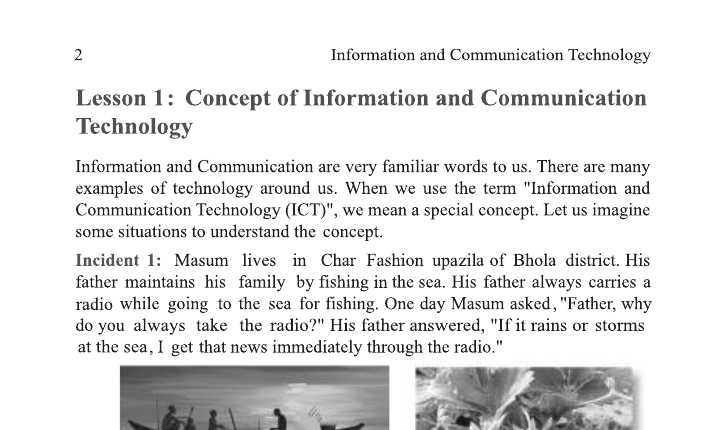 2
Information and Communication Technology
Lesson 1: Concept of Information and Communication
Technology
Information and Communication are very familiar words to us. There are many
examples of technology around us. When we use the term "Information and
Communication Technology (ICT)", we mean a special concept. Let us imagine
some situations to understand the concept.
Incident 1: Masum lives in Char Fashion upazila of Bhola district. His
father maintains his family by fishing in the sea. His father always carries a
radio while going to the sea for fishing. One day Masum asked, "Father, why
do you always take the radio?" His father answered, "If it rains or storms
at the sea, I get that news immediately through the radio."